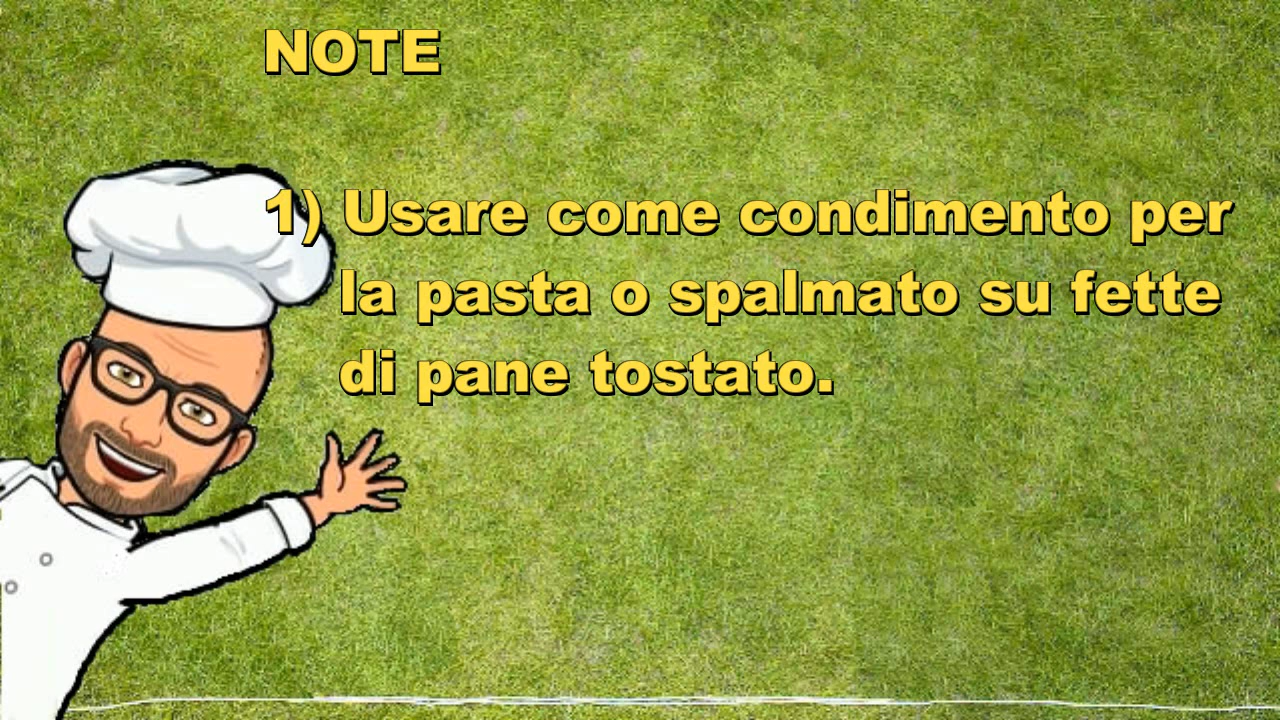 NOTE
1) Usare come condimento per
la pasta o spalmato su fette
di pane tostato.